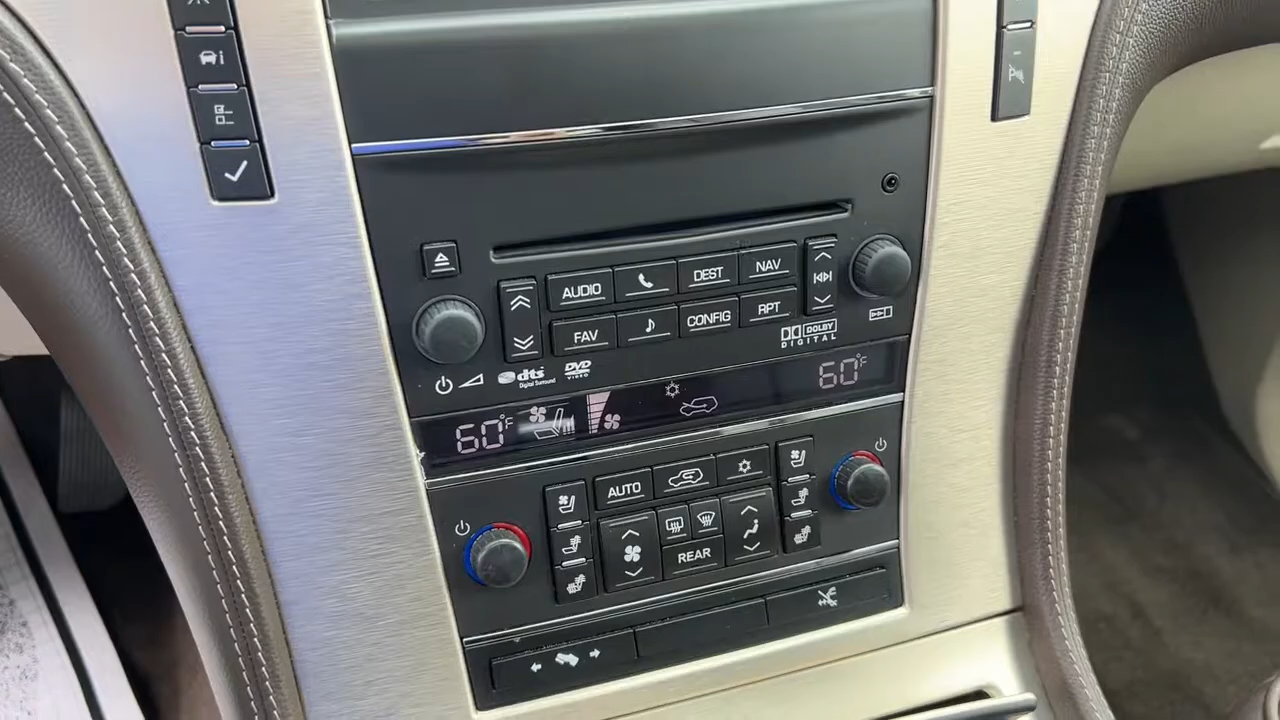 AUDIO
DEST
NAV
FAV
CONFIG
RPT
dts
Digital Surround
DVD
VIDEO
DOLBY
DIGITAL
60°F
60°F
AUTO
REAR